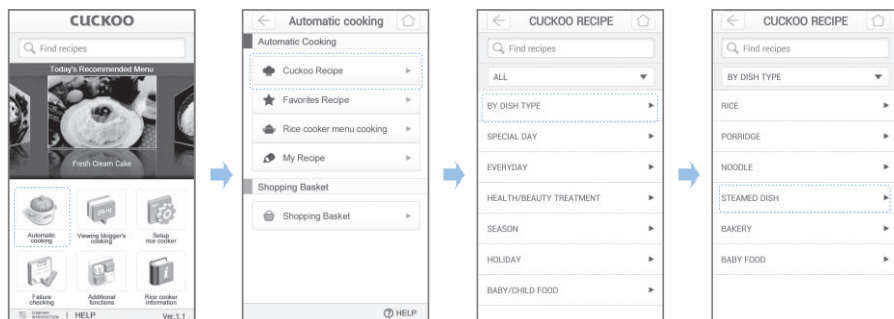 CUCKOO
Find recipes
Today's Recommended Menu
Fresh Cream Cake
Automatic
cooking
Viewing blogger's
cooking
Setup
rice cooker
Failure
checking
Additional
functions
Rice cooker
information
COMPANY
INTRODUCTION | HELP Ver.1.1
Automatic cooking
Automatic Cooking
Cuckoo Recipe
Favorites Recipe
Rice cooker menu cooking
My Recipe
Shopping Basket
Shopping Basket
HELP
CUCKOO RECIPE
Find recipes
ALL
BY DISH TYPE
SPECIAL DAY
EVERYDAY
HEALTH/BEAUTY TREATMENT
SEASON
HOLIDAY
BABY/CHILD FOOD
CUCKOO RECIPE
Find recipes
BY DISH TYPE
RICE
PORRIDGE
NOODLE
STEAMED DISH
BAKERY
BABY FOOD